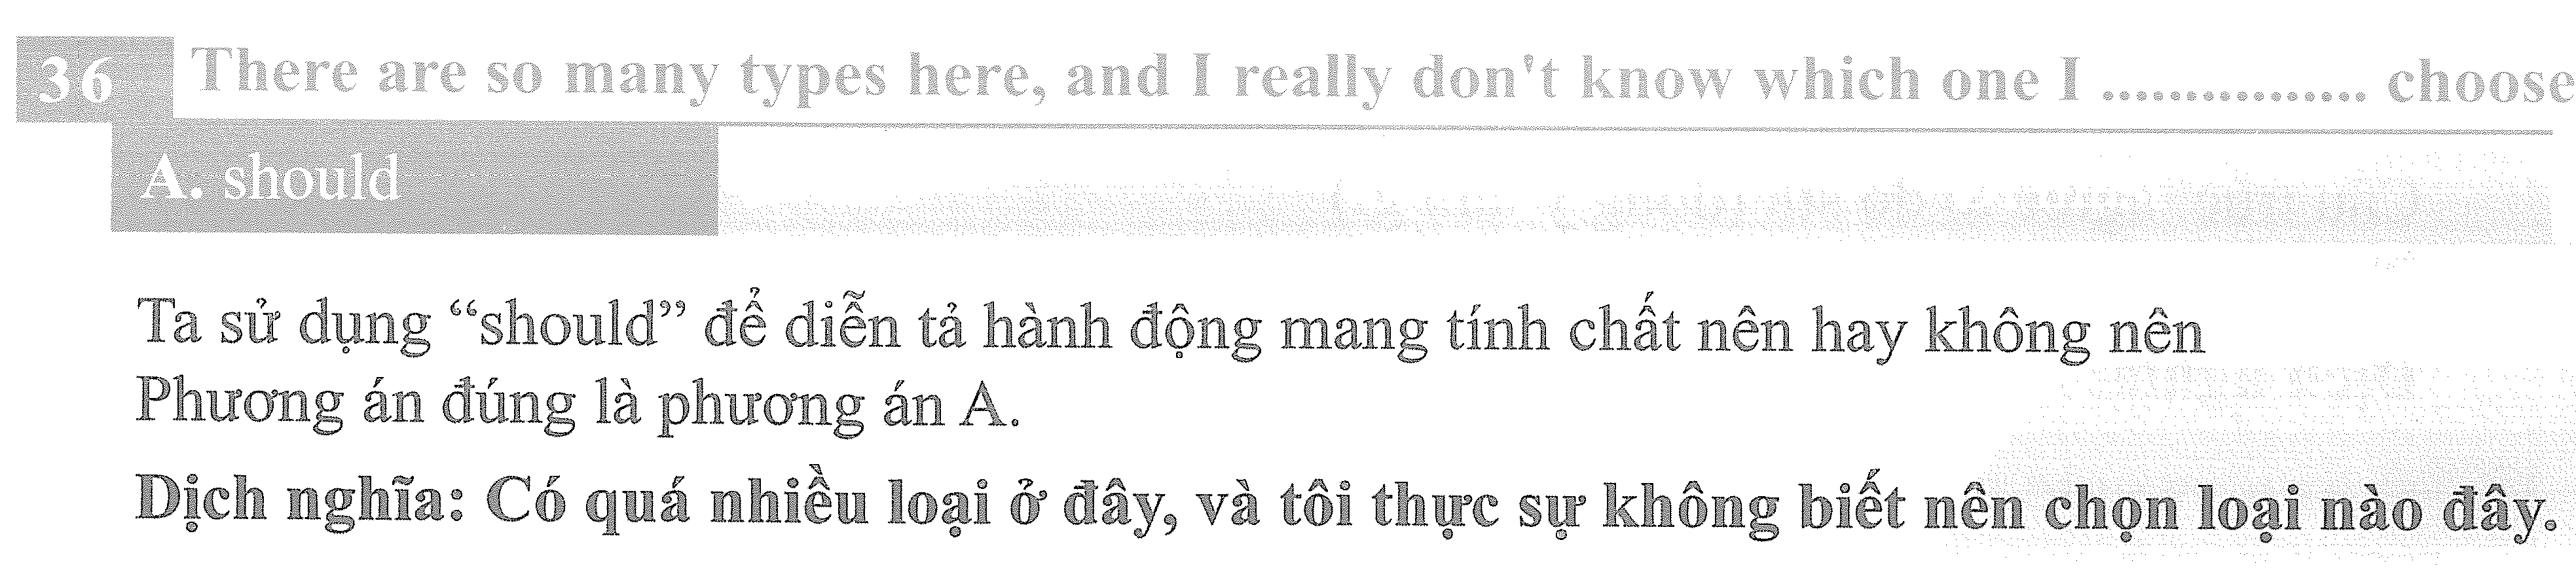 36 There are so many types here, and I really don't know which one I ................ choose
A. should
Ta sử dụng “should” để diễn tả hành động mang tính chất nên hay không nên
Phương án đúng là phương án A.
Dịch nghĩa: Có quá nhiều loại ở đây, và tôi thực sự không biết nên chọn loại nào đây.